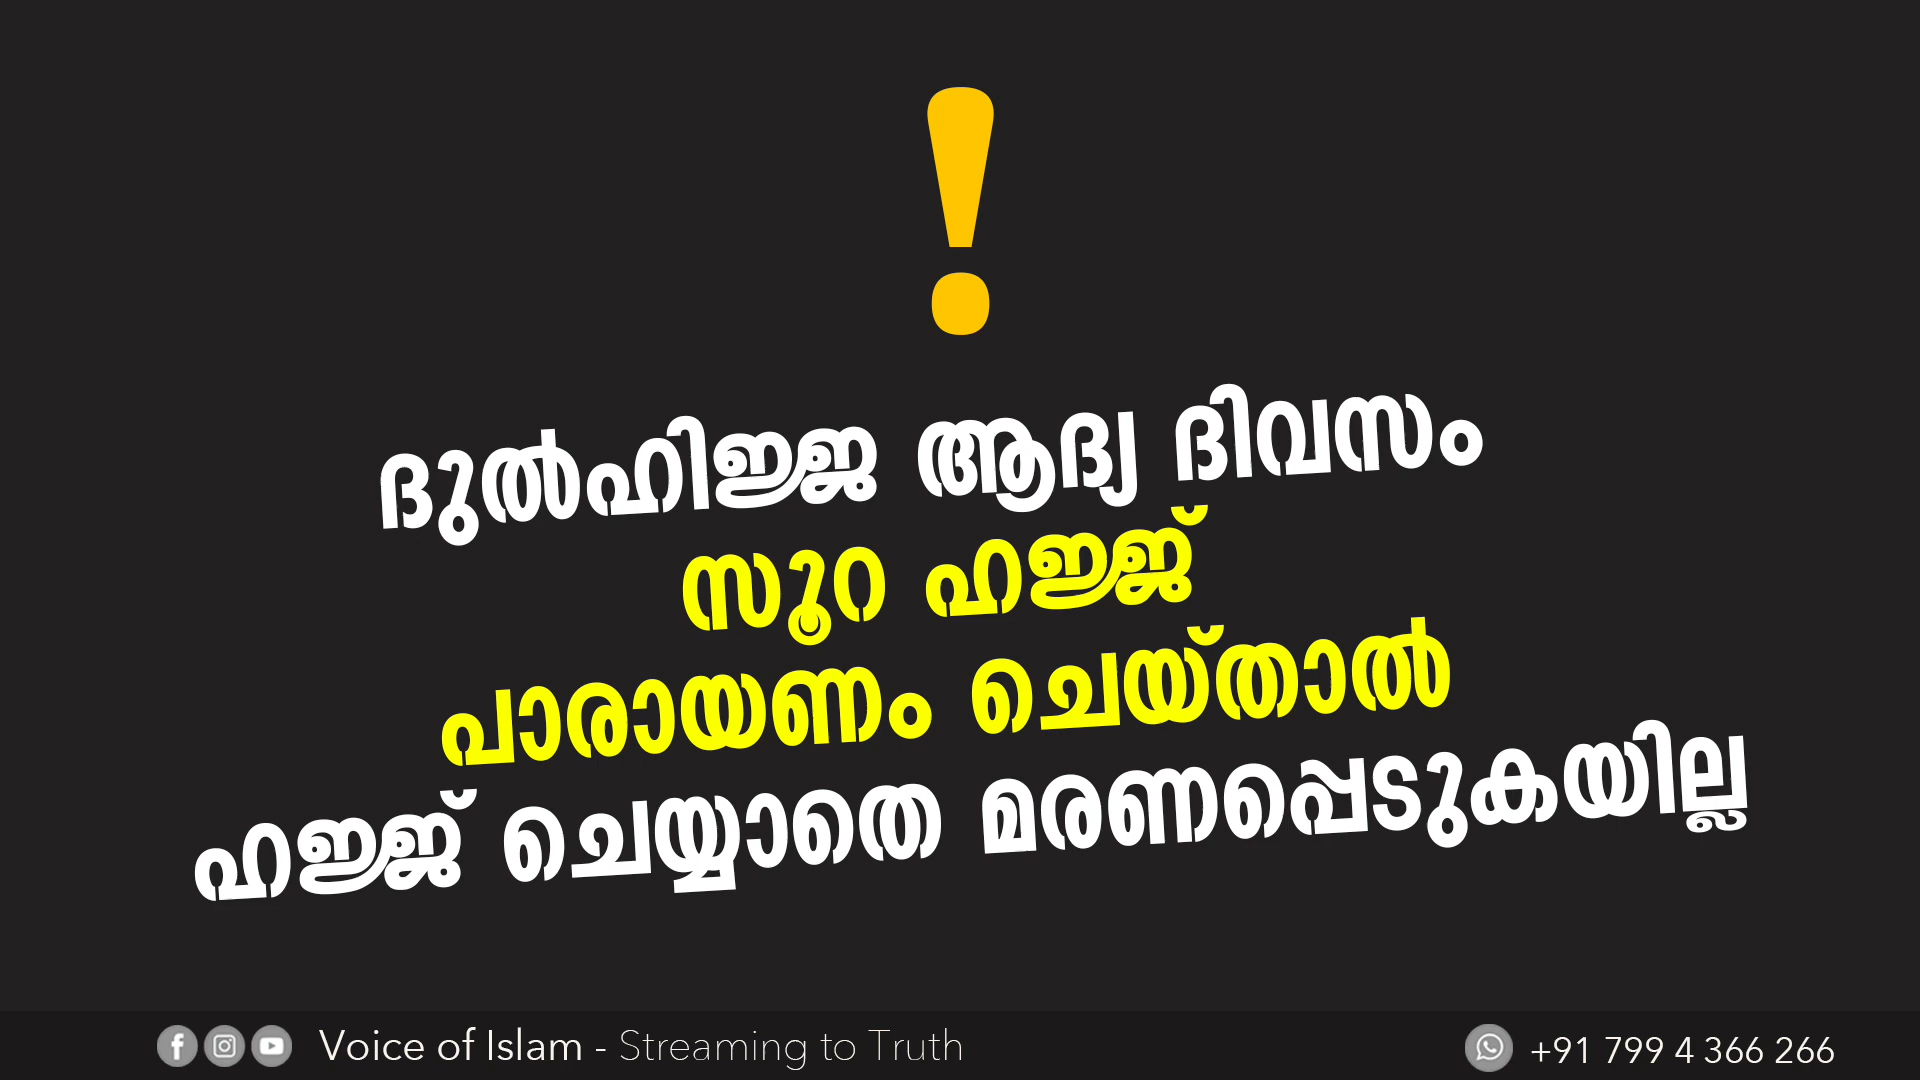 !
ദുൽഹിജ്ജ ആദ്യ ദിവസം
സൂറ ഹജ്ജ്
പാരായണം ചെയ്താൽ
ഹജ്ജ് ചെയ്യാതെ മരണപ്പെടുകയില്ല
Voice of Islam - Streaming to Truth
+91 799 4 366 266